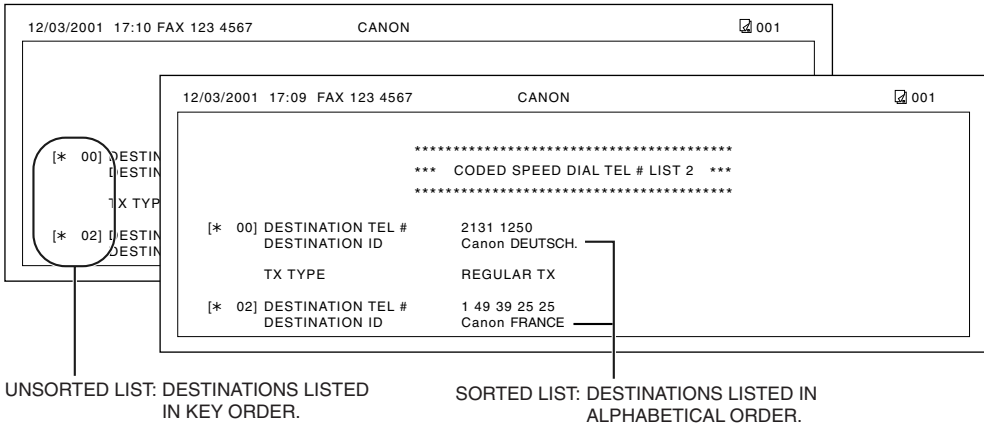 12/03/2001 17:10 FAX 123 4567 CANON 001
[* 00] DESTIN
DESTIN
TX TYP
[* 02] DESTIN
DESTIN
12/03/2001 17:09 FAX 123 4567 CANON 001
*****************************************
*** CODED SPEED DIAL TEL # LIST 2 ***
*****************************************
[* 00] DESTINATION TEL # 2131 1250
DESTINATION ID Canon DEUTSCH.
TX TYPE REGULAR TX
[* 02] DESTINATION TEL # 1 49 39 25 25
DESTINATION ID Canon FRANCE
UNSORTED LIST: DESTINATIONS LISTED
IN KEY ORDER.
SORTED LIST: DESTINATIONS LISTED IN
ALPHABETICAL ORDER.